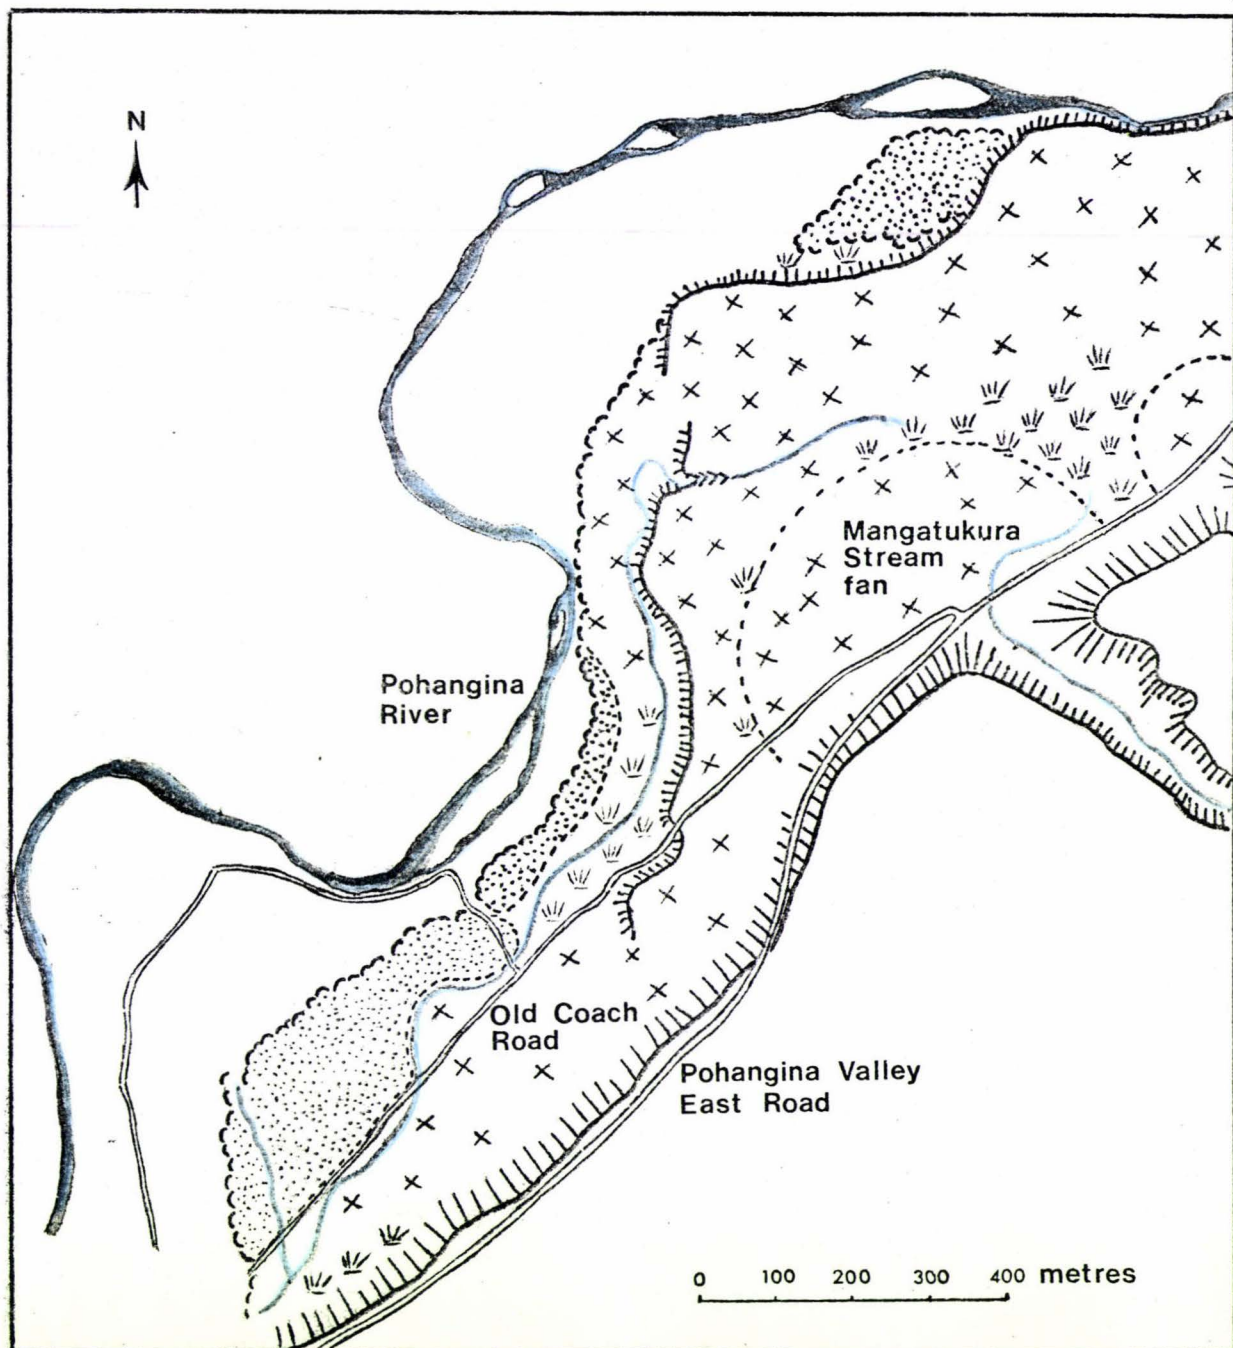 N
Mangatukura
Stream
fan
Pohangina
River
Old Coach
Road
Pohangina Valley
East Road
0 100 200 300 400 metres